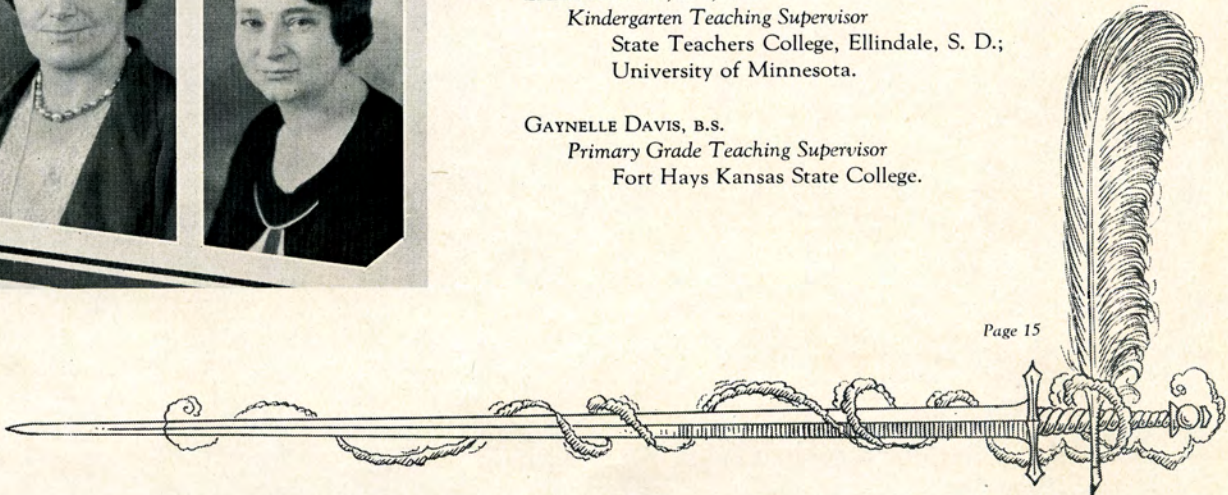 Kindergarten Teaching Supervisor
State Teachers College, Ellindale, S. D.;
University of Minnesota.
GAYNELLE DAVIS, B.S.
Primary Grade Teaching Supervisor
Fort Hays Kansas State College.
Page 15